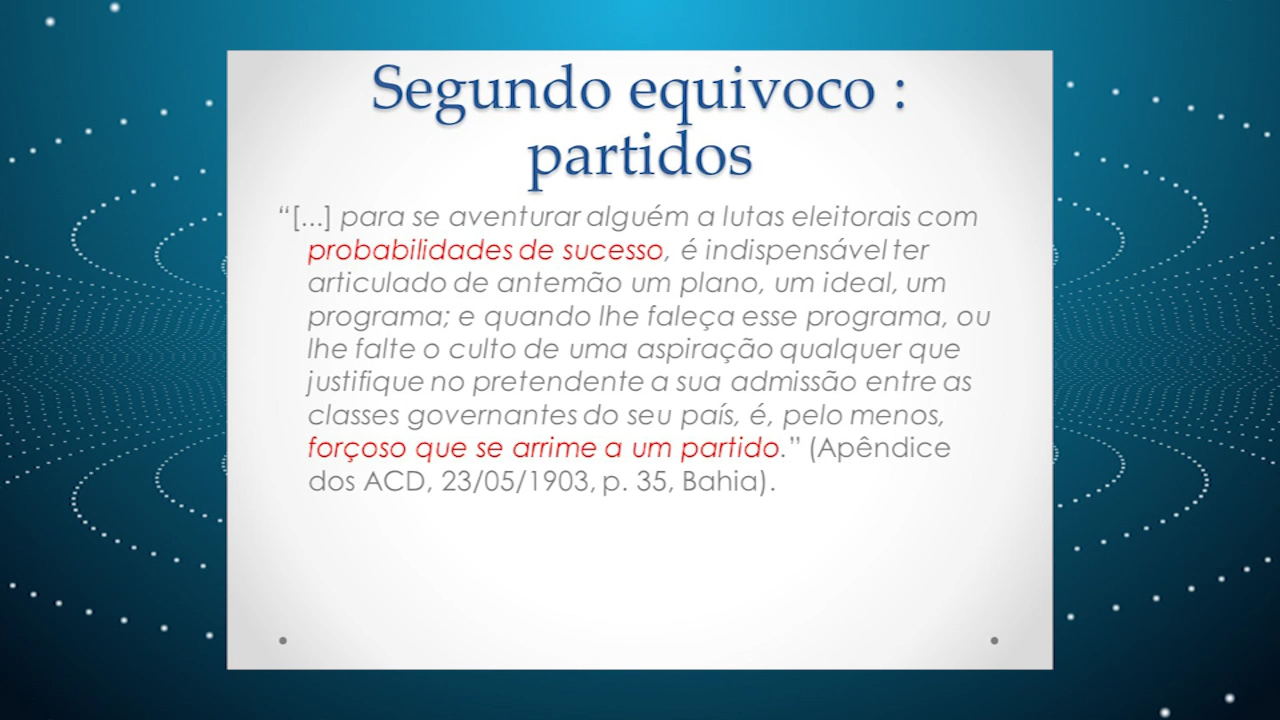 Segundo equivoco :
partidos
“[...] para se aventurar alguém a lutas eleitorais com
probabilidades de sucesso, é indispensável ter
articulado de antemão um plano, um ideal, um
programa; e quando lhe faleça esse programa, ou
lhe falte o culto de uma aspiração qualquer que
justifique no pretendente a sua admissão entre as
classes governantes do seu país, é, pelo menos,
forçoso que se arrime a um partido.” (Apêndice
dos ACD, 23/05/1903, p. 35, Bahia).